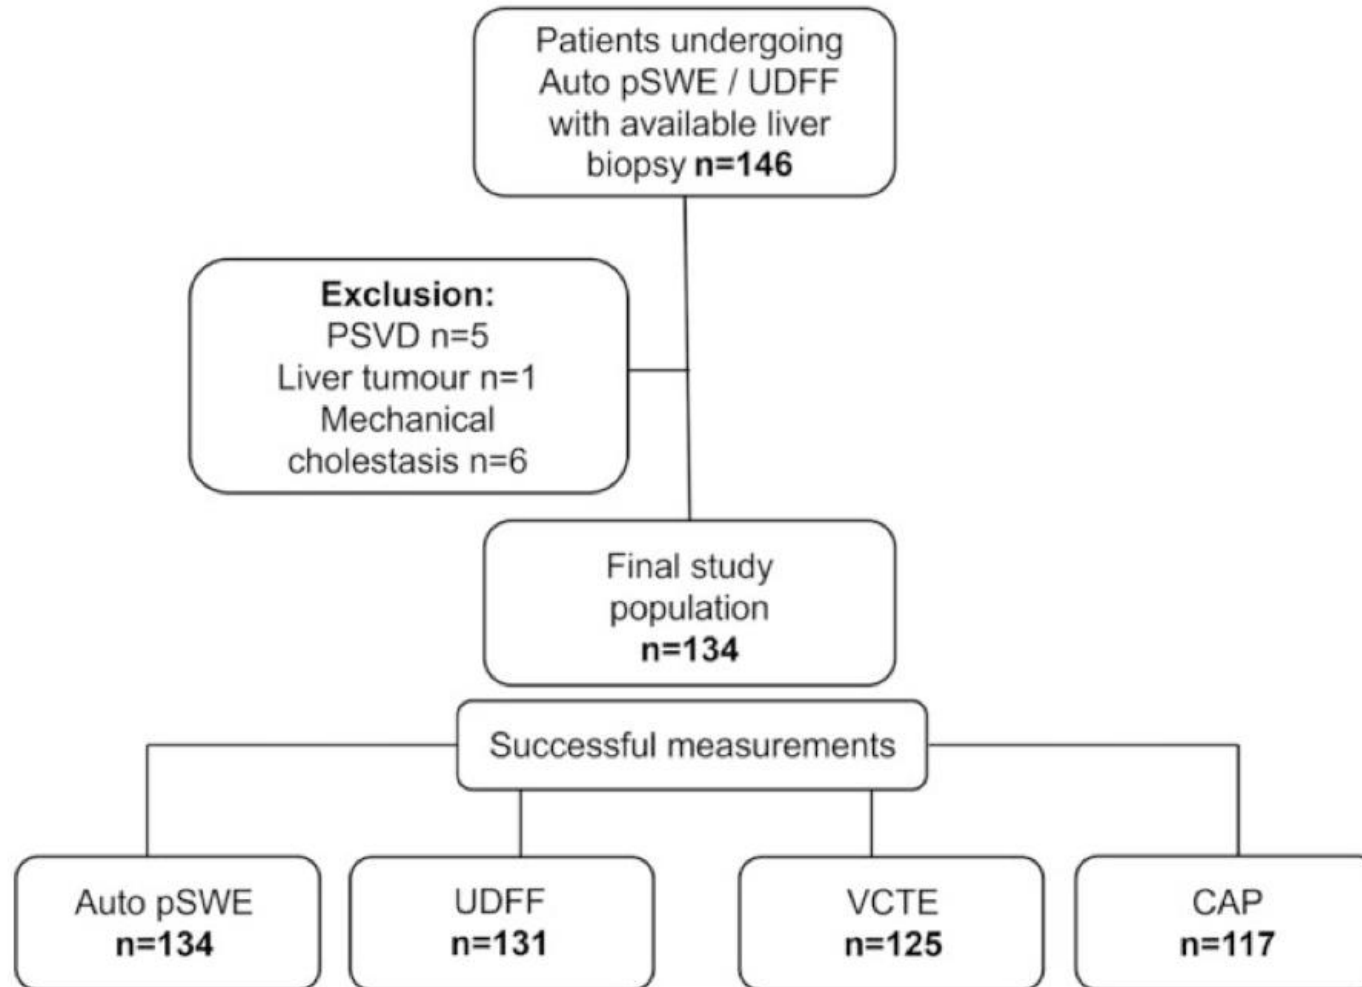 Patients undergoing
Auto pSWE / UDFF
with available liver
biopsy n=146
Exclusion:
PSVD n=5
Liver tumour n=1
Mechanical
cholestasis n=6
Final study
population
n=134
Successful measurements
Auto pSWE
n=134
UDFF
n=131
VCTE
n=125
CAP
n=117